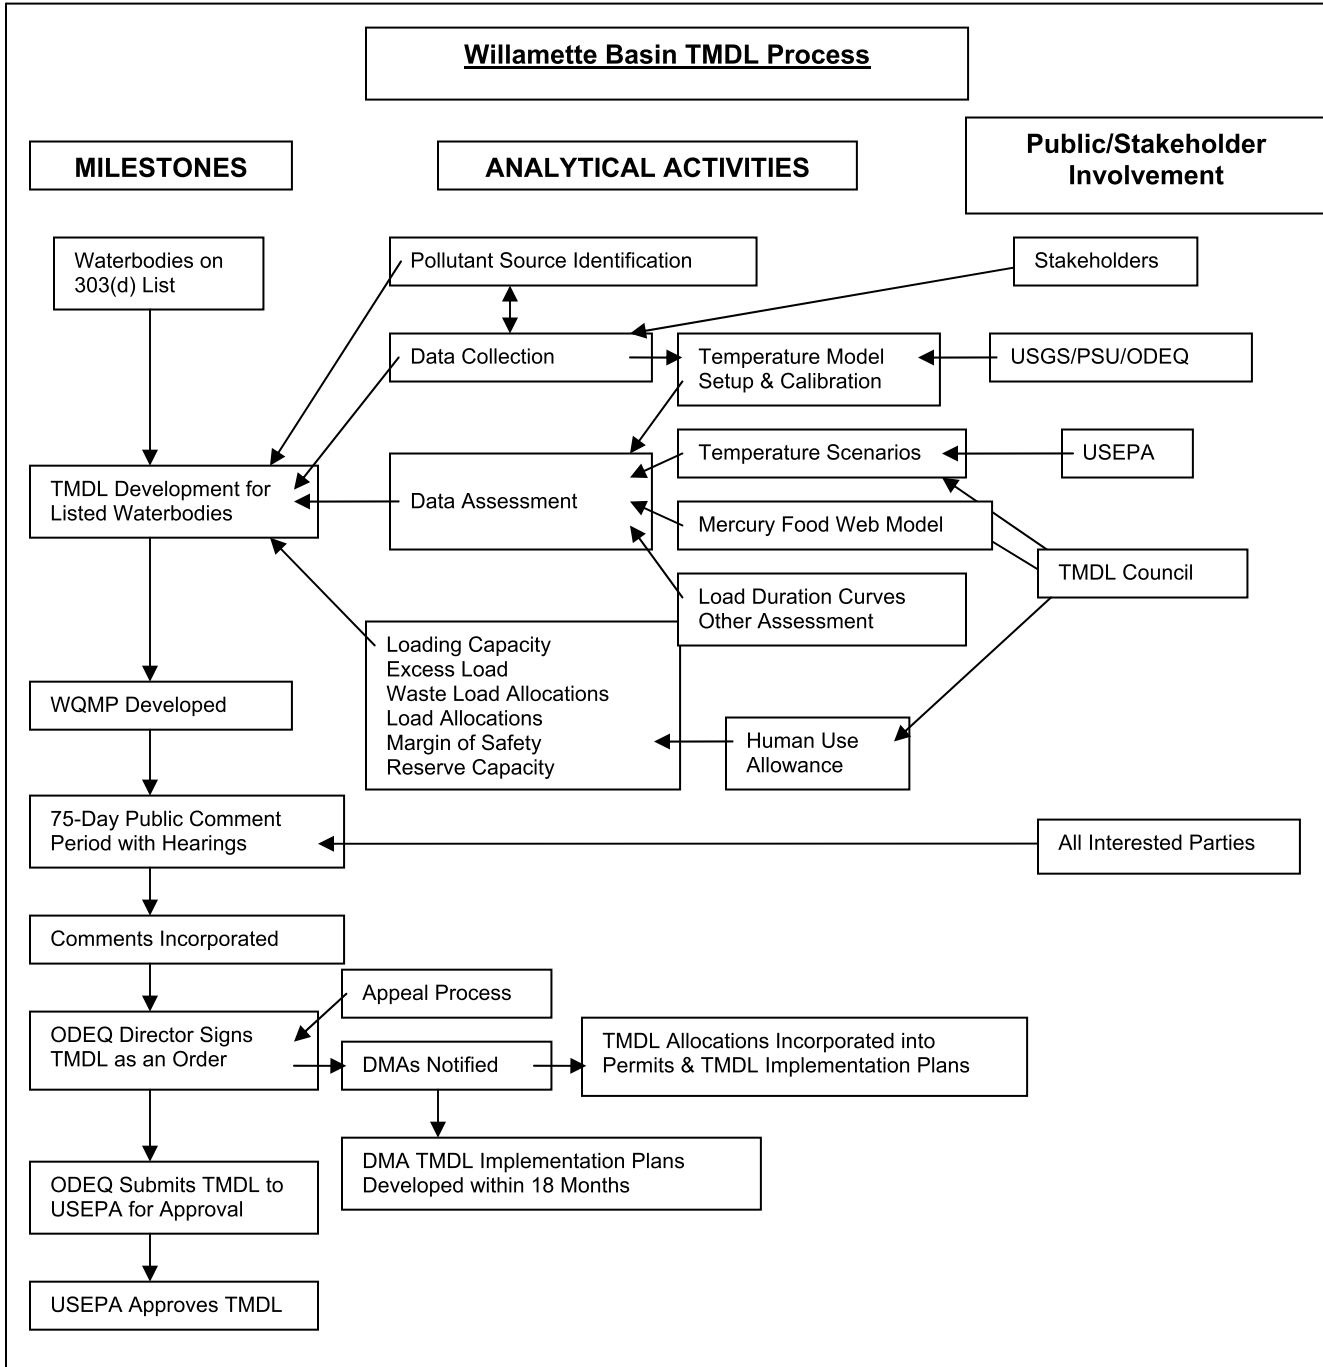 Willamette Basin TMDL Process
MILESTONES
ANALYTICAL ACTIVITIES
Public/Stakeholder
Involvement
Waterbodies on
303(d) List
Pollutant Source Identification
Stakeholders
Data Collection
Temperature Model
Setup & Calibration
USGS/PSU/ODEQ
TMDL Development for
Listed Waterbodies
Data Assessment
Temperature Scenarios
USEPA
Mercury Food Web Model
TMDL Council
Load Duration Curves
Other Assessment
Loading Capacity
Excess Load
Waste Load Allocations
Load Allocations
Margin of Safety
Reserve Capacity
Human Use
Allowance
WQMP Developed
75-Day Public Comment
Period with Hearings
All Interested Parties
Comments Incorporated
Appeal Process
ODEQ Director Signs
TMDL as an Order
DMAs Notified
TMDL Allocations Incorporated into
Permits & TMDL Implementation Plans
DMA TMDL Implementation Plans
Developed within 18 Months
ODEQ Submits TMDL to
USEPA for Approval
USEPA Approves TMDL